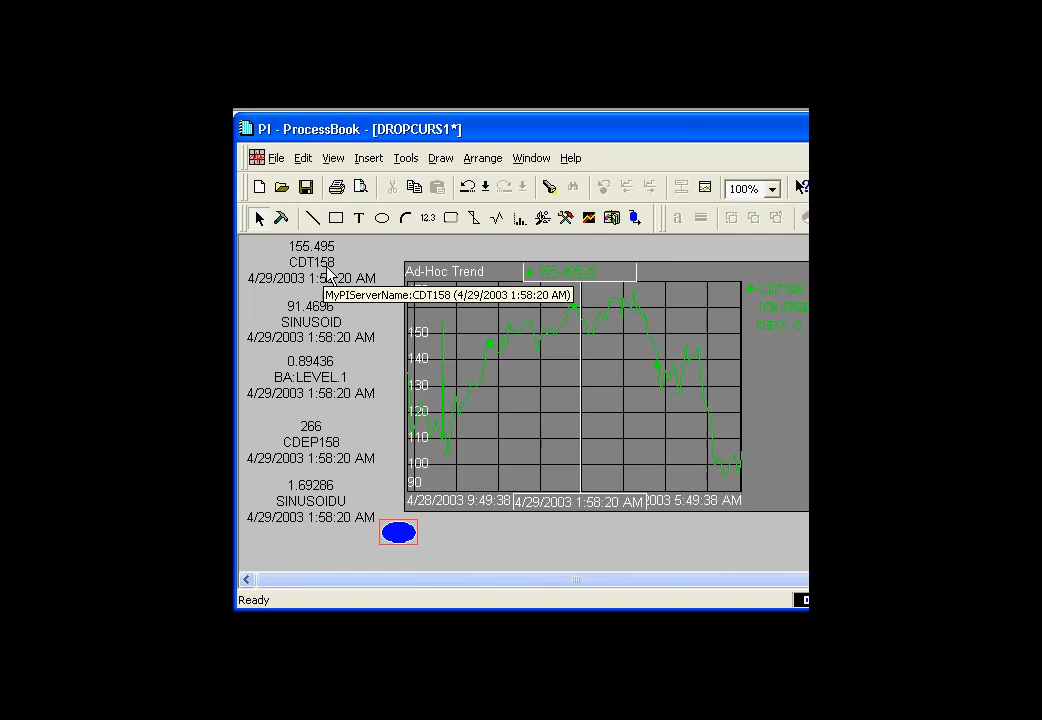 PI - ProcessBook - [DROPCURS1*]
File Edit View Insert Tools Draw Arrange Window Help
100%
T 12.3 a
155.495
CDT158
4/29/2003 1:58:20 AM
MyPIServerName:CDT158 (4/29/2003 1:58:20 AM)
91.4696
SINUSOID
4/29/2003 1:58:20 AM
0.89436
BA:LEVEL.1
4/29/2003 1:58:20 AM
266
CDEP158
4/29/2003 1:58:20 AM
1.69286
SINUSOIDU
4/29/2003 1:58:20 AM
Ad-Hoc Trend
CDT158
150
140
130
120
110
100
90
4/28/2003 9:49:38
4/29/2003 1:58:20 AM
2003 5:49:38 AM
Ready